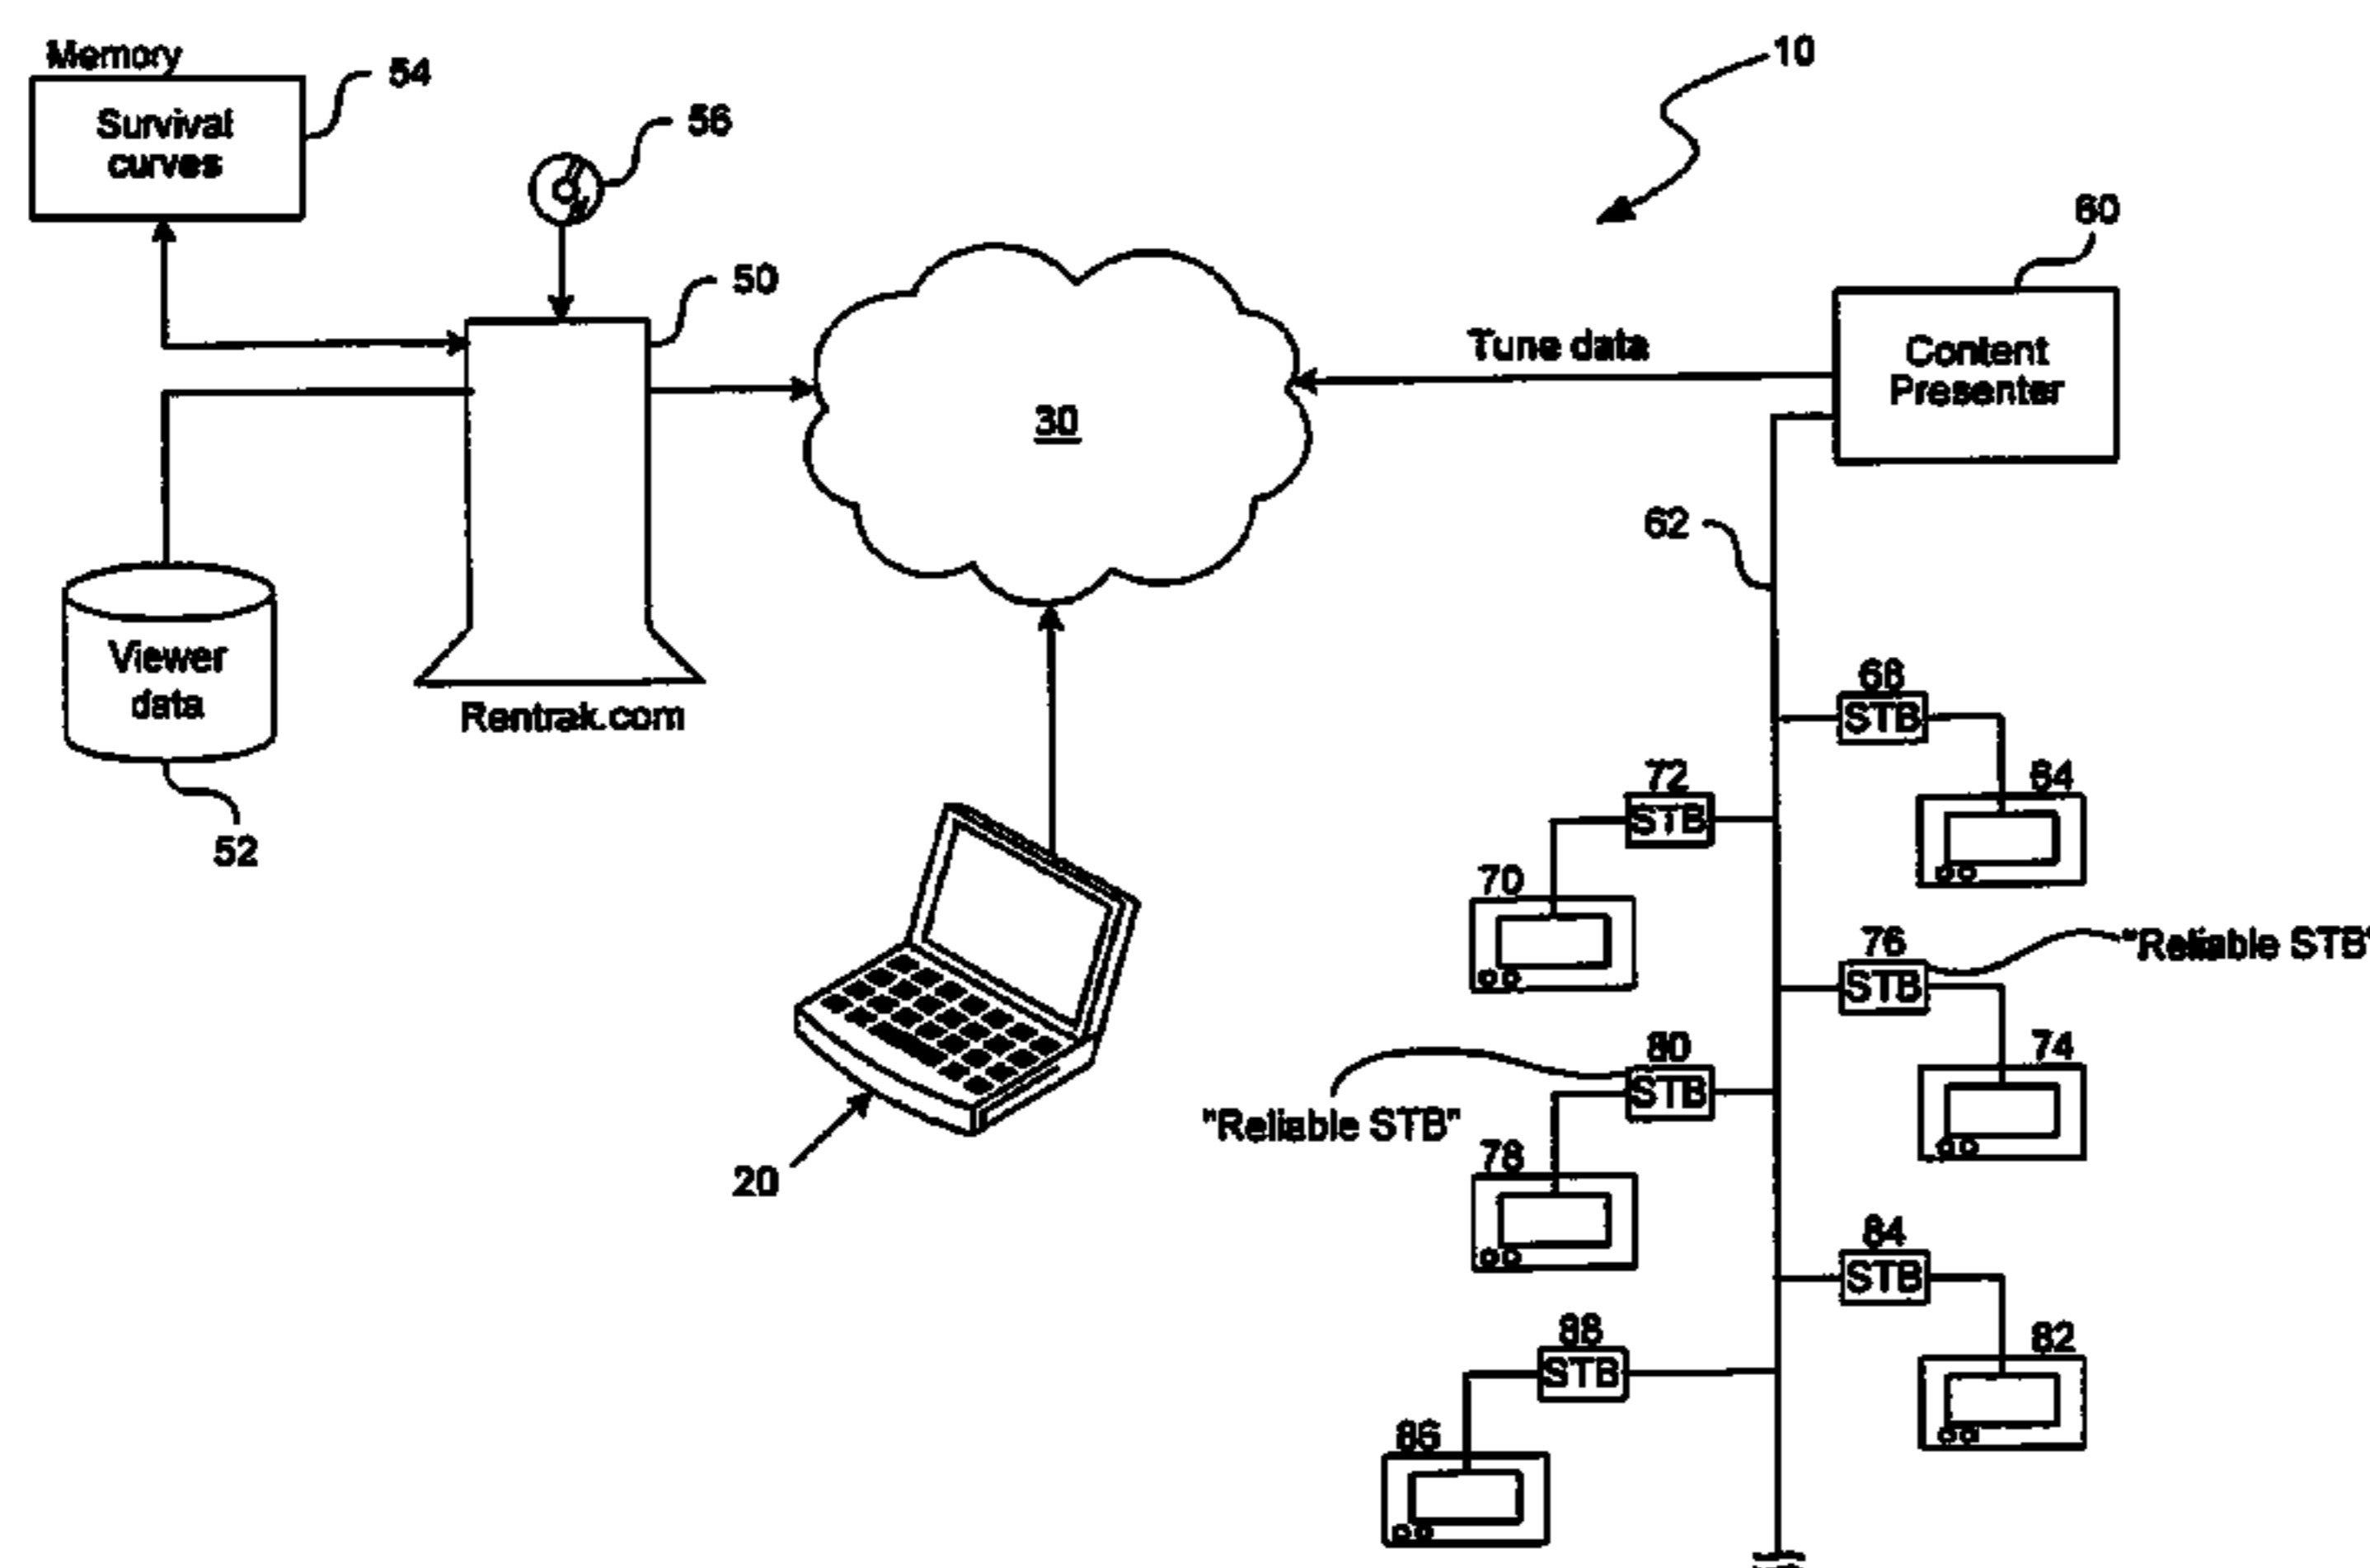 Memory
54
Survival
curves
56
10
50
60
Tune data
Content
Presenter
30
62
Viewer
data
Rentrak.com
52
68
STB
64
72
STB
70
76
STB
"Reliable STB"
74
80
STB
"Reliable STB"
78
20
84
STB
82
88
STB
86